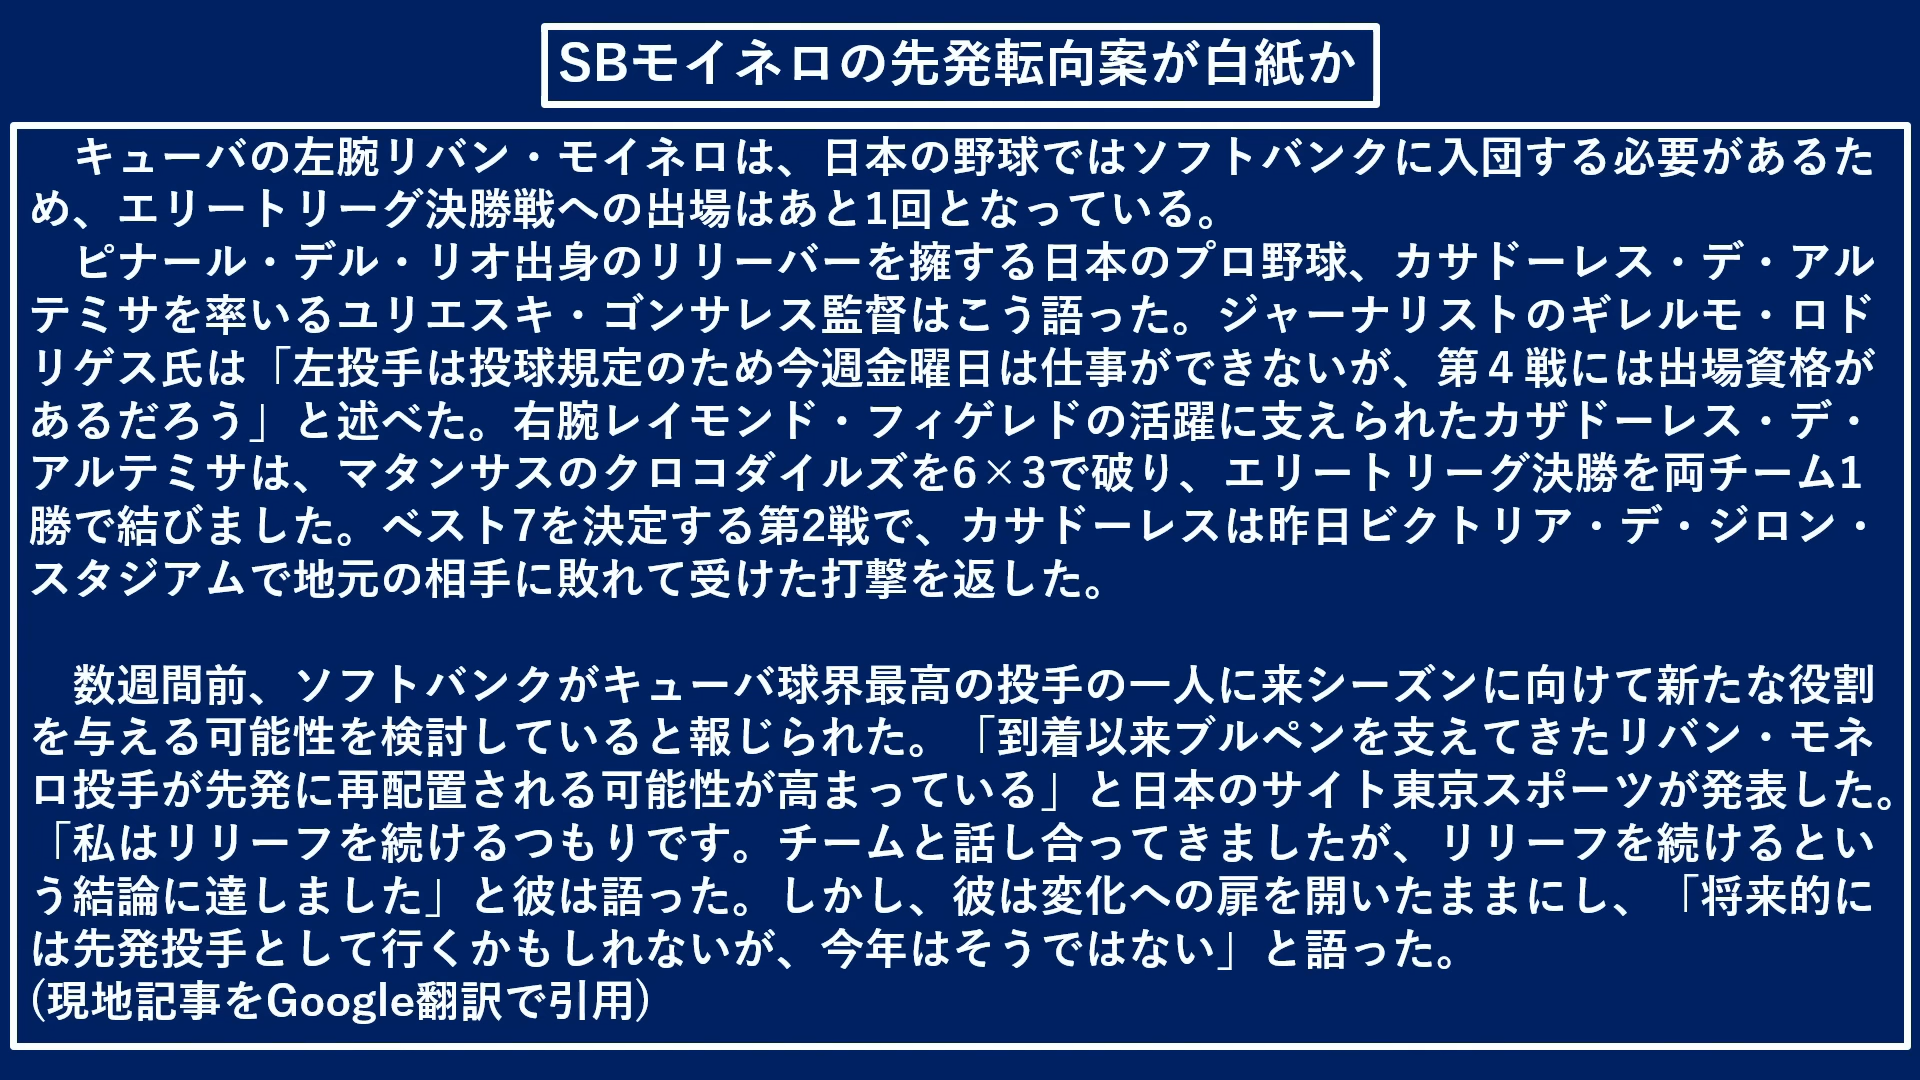 SBモイネロの先発転向案が白紙か
キューバの左腕リバン・モイネロは、日本の野球ではソフトバンクに入団する必要があるた
め、エリートリーグ決勝戦への出場はあと1回となっている。
ピナール・デル・リオ出身のリリーバーを擁する日本のプロ野球、カサドーレス・デ・アル
テミサを率いるユリエスキ・ゴンサレス監督はこう語った。ジャーナリストのギレルモ・ロド
リゲス氏は「左投手は投球規定のため今週金曜日は仕事ができないが、第４戦には出場資格が
あるだろう」と述べた。右腕レイモンド・フィゲレドの活躍に支えられたカザドーレス・デ・
アルテミサは、マタンサスのクロコダイルズを6×3で破り、エリートリーグ決勝を両チーム1
勝で結びました。ベスト7を決定する第2戦で、カサドーレスは昨日ビクトリア・デ・ジロン・
スタジアムで地元の相手に敗れて受けた打撃を返した。
数週間前、ソフトバンクがキューバ球界最高の投手の一人に来シーズンに向けて新たな役割
を与える可能性を検討していると報じられた。「到着以来ブルペンを支えてきたリバン・モネ
ロ投手が先発に再配置される可能性が高まっている」と日本のサイト東京スポーツが発表した。
「私はリリーフを続けるつもりです。チームと話し合ってきましたが、リリーフを続けるとい
う結論に達しました」と彼は語った。しかし、彼は変化への扉を開いたままにし、「将来的に
は先発投手として行くかもしれないが、今年はそうではない」と語った。
(現地記事をGoogle翻訳で引用)